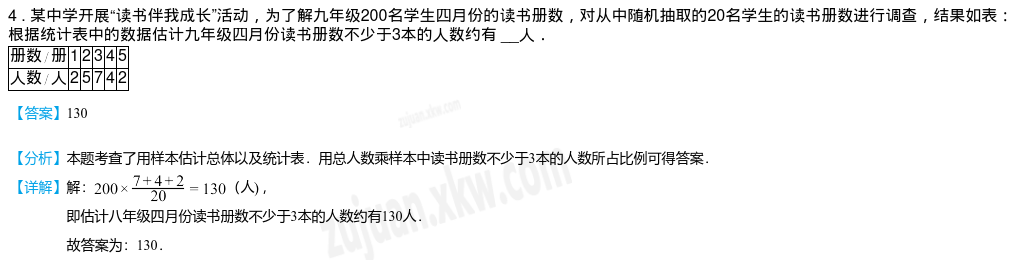 4．某中学开展“读书伴我成长”活动，为了解九年级200名学生四月份的读书册数，对从中随机抽取的20名学生的读书册数进行调查，结果如表：
根据统计表中的数据估计九年级四月份读书册数不少于3本的人数约有 __人．
册数/册 1 2 3 4 5
人数/人 2 5 7 4 2
【答案】130
【分析】本题考查了用样本估计总体以及统计表．用总人数乘样本中读书册数不少于3本的人数所占比例可得答案．
【详解】解：200×(7+4+2)/20=130（人），
即估计八年级四月份读书册数不少于3本的人数约有130人．
故答案为：130．
zujuan.xkw.com
zujuan.xkw.com